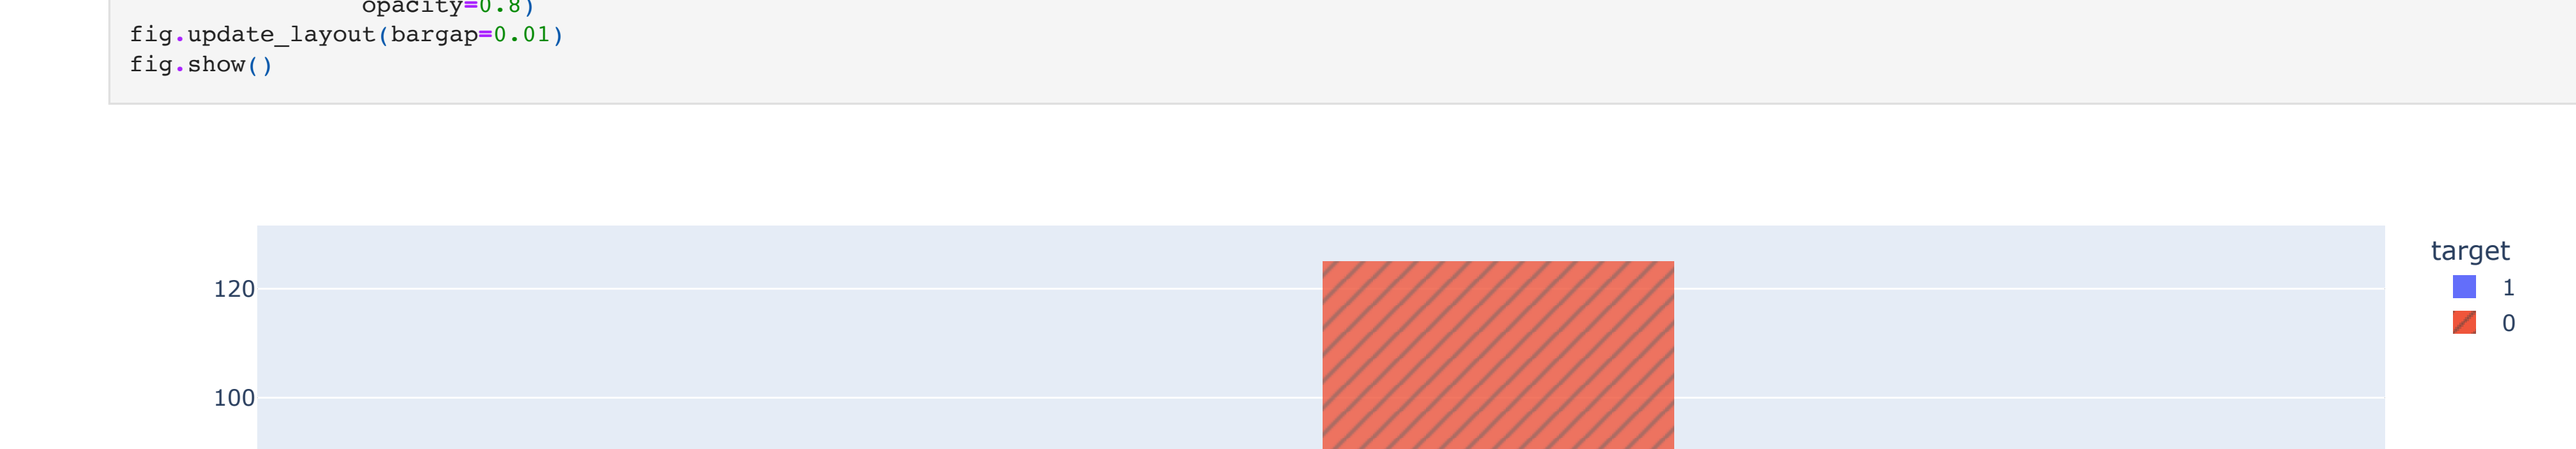 opacity=0.8)
fig.update_layout(bargap=0.01)
fig.show()
target
1
0
120
100